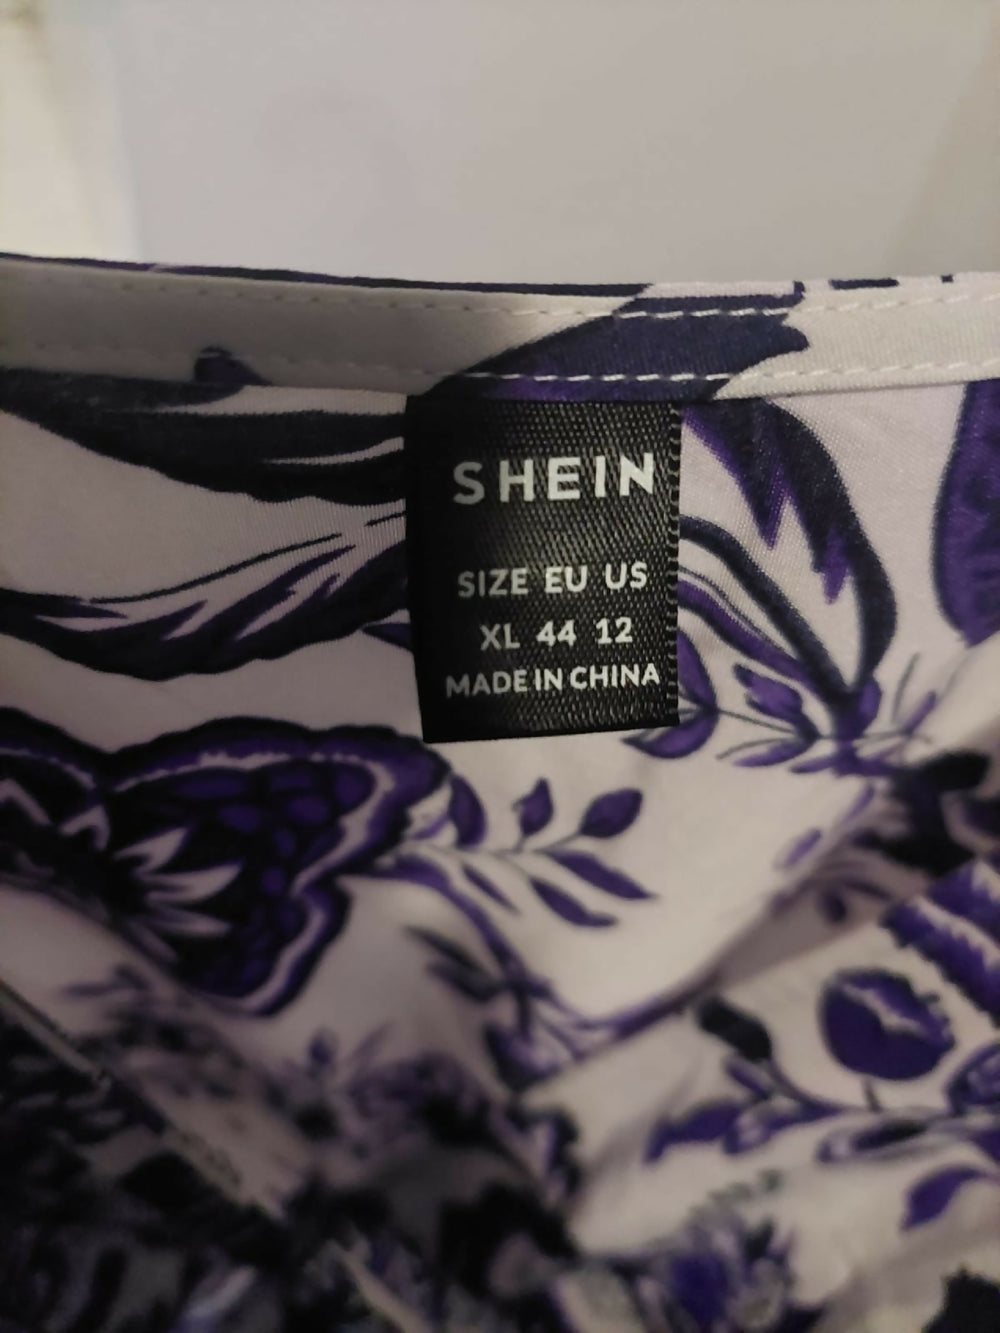 SHEIN
SIZE EU US
XL 44 12
MADE IN CHINA